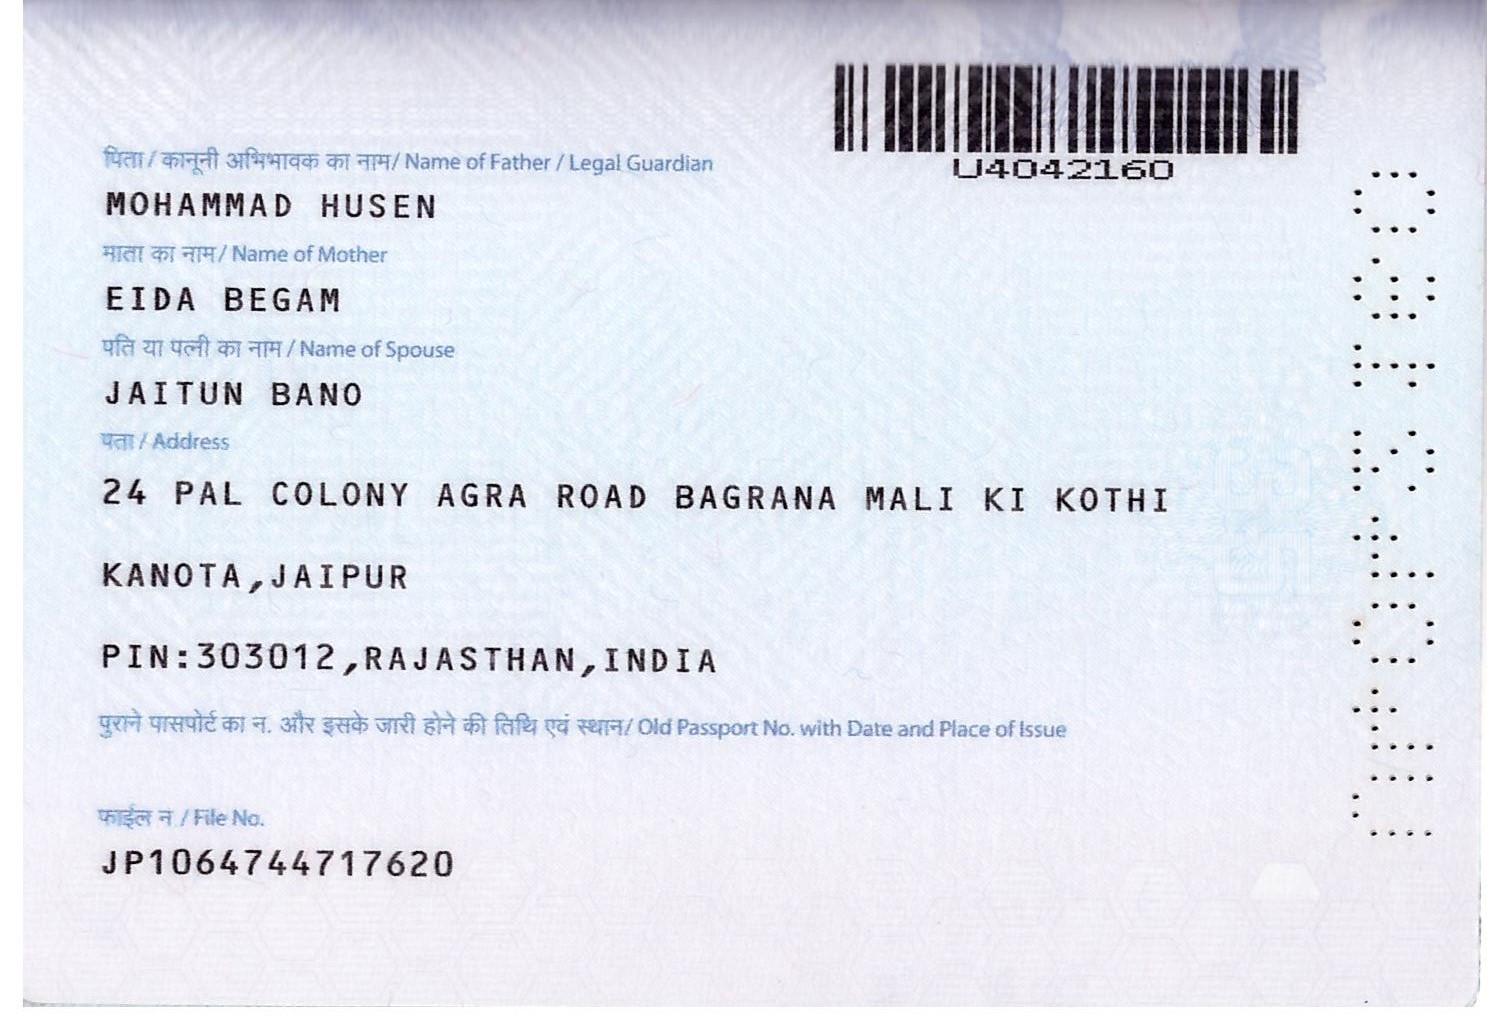 U4042160
पिता / कानूनी अभिभावक का नाम/ Name of Father / Legal Guardian
MOHAMMAD HUSEN
माता का नाम/ Name of Mother
EIDA BEGAM
पति या पत्नी का नाम / Name of Spouse
JAITUN BANO
पता / Address
24 PAL COLONY AGRA ROAD BAGRANA MALI KI KOTHI
KANOTA,JAIPUR
PIN:303012,RAJASTHAN,INDIA
पुराने पासपोर्ट का न. और इसके जारी होने की तिथि एवं स्थान/ Old Passport No. with Date and Place of Issue
फाईल न / File No.
JP1064744717620
U4042160